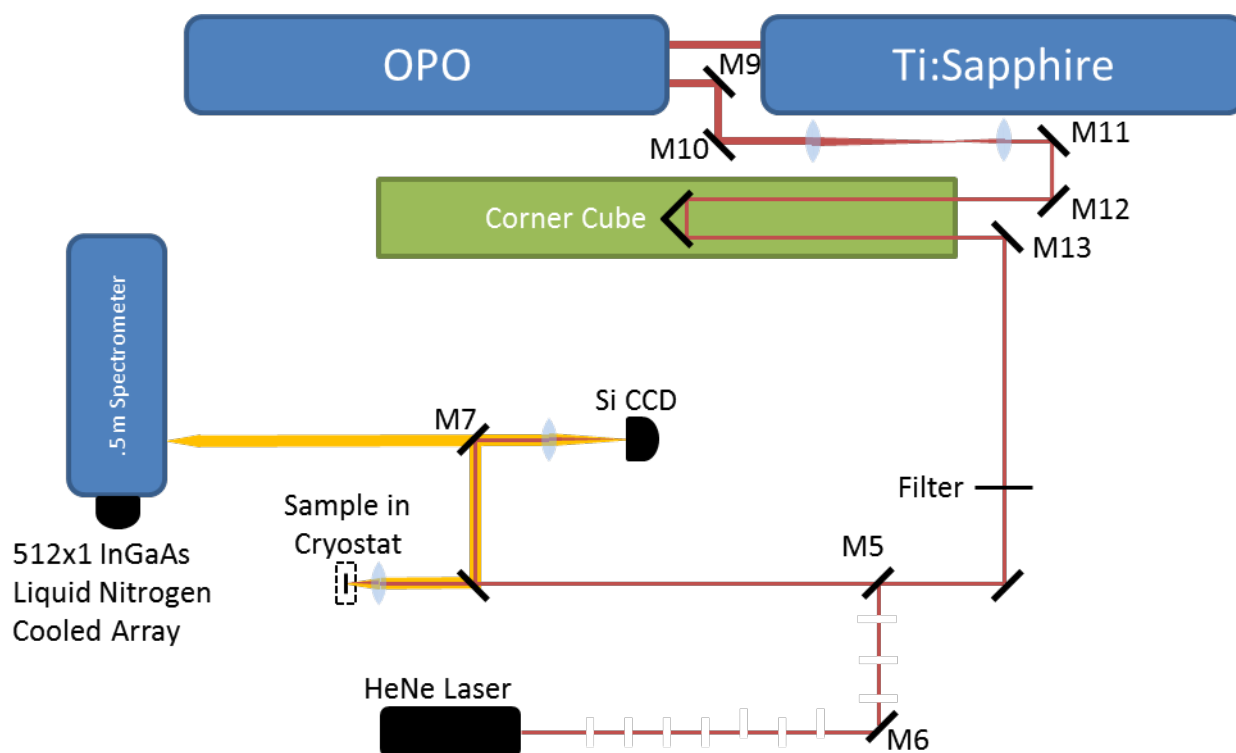 OPO
Ti:Sapphire
M9
M10
M11
M12
Corner Cube
M13
.5 m Spectrometer
M7
Si CCD
Filter
Sample in
Cryostat
M5
512x1 InGaAs
Liquid Nitrogen
Cooled Array
HeNe Laser
M6